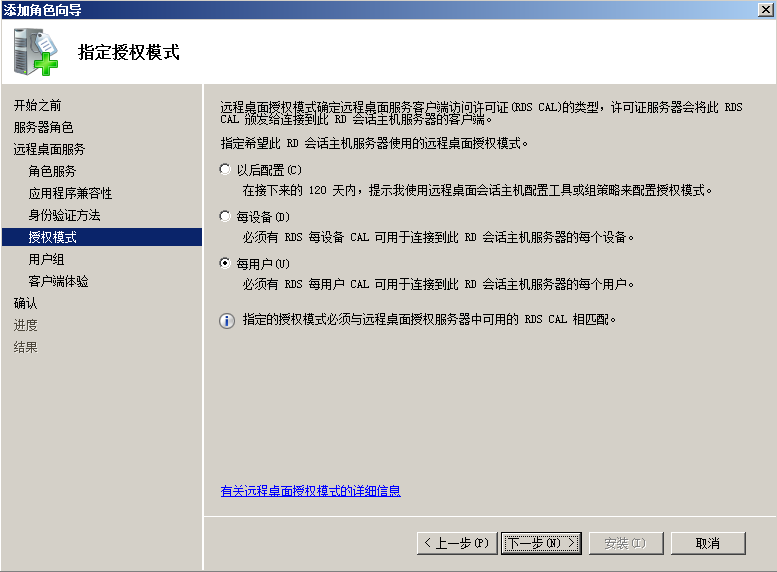 添加角色向导
指定授权模式
开始之前
服务器角色
远程桌面服务
角色服务
应用程序兼容性
身份验证方法
授权模式
用户组
客户端体验
确认
进度
结果
远程桌面授权模式确定远程桌面服务客户端访问许可证(RDS CAL)的类型，许可证服务器会将此 RDS
CAL 颁发给连接到此 RD 会话主机服务器的客户端。
指定希望此 RD 会话主机服务器使用的远程桌面授权模式。
以后配置(C)
在接下来的 120 天内，提示我使用远程桌面会话主机配置工具或组策略来配置授权模式。
每设备(D)
必须有 RDS 每设备 CAL 可用于连接到此 RD 会话主机服务器的每个设备。
每用户(U)
必须有 RDS 每用户 CAL 可用于连接到此 RD 会话主机服务器的每个用户。
指定的授权模式必须与远程桌面授权服务器中可用的 RDS CAL 相匹配。
有关远程桌面授权模式的详细信息
< 上一步(P) 下一步(N) > 安装(I) 取消